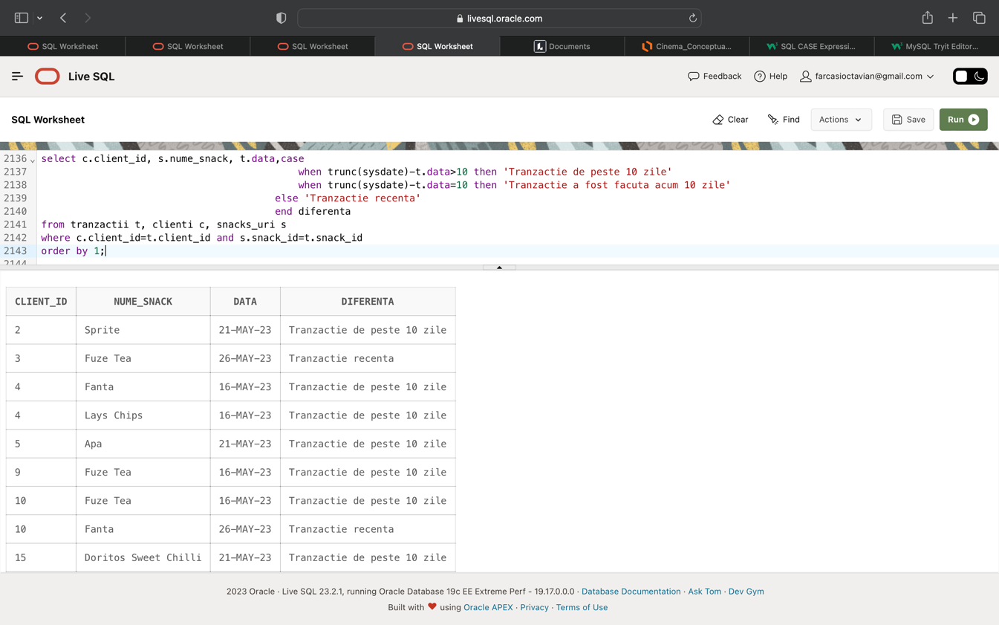 livesql.oracle.com
SQL Worksheet
SQL Worksheet
SQL Worksheet
SQL Worksheet
Documents
Cinema_Conceptua...
SQL CASE Expressi...
MySQL Tryit Editor...
Live SQL
Feedback
Help
farcasioctavian@gmail.com
SQL Worksheet
Clear
Find
Actions
Save
Run
2136 select c.client_id, s.nume_snack, t.data,case
2137 when trunc(sysdate)-t.data>10 then 'Tranzactie de peste 10 zile'
2138 when trunc(sysdate)-t.data=10 then 'Tranzactie a fost facuta acum 10 zile'
2139 else 'Tranzactie recenta'
2140 end diferenta
2141 from tranzactii t, clienti c, snacks_uri s
2142 where c.client_id=t.client_id and s.snack_id=t.snack_id
2143 order by 1;
2144
CLIENT_ID NUME_SNACK DATA DIFERENTA
2 Sprite 21-MAY-23 Tranzactie de peste 10 zile
3 Fuze Tea 26-MAY-23 Tranzactie recenta
4 Fanta 16-MAY-23 Tranzactie de peste 10 zile
4 Lays Chips 16-MAY-23 Tranzactie de peste 10 zile
5 Apa 21-MAY-23 Tranzactie de peste 10 zile
9 Fuze Tea 16-MAY-23 Tranzactie de peste 10 zile
10 Fuze Tea 16-MAY-23 Tranzactie de peste 10 zile
10 Fanta 26-MAY-23 Tranzactie recenta
15 Doritos Sweet Chilli 21-MAY-23 Tranzactie de peste 10 zile
2023 Oracle · Live SQL 23.2.1, running Oracle Database 19c EE Extreme Perf - 19.17.0.0.0 · Database Documentation · Ask Tom · Dev Gym
Built with ❤ using Oracle APEX · Privacy · Terms of Use